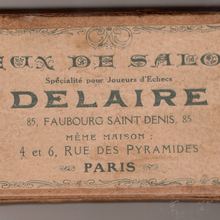 EUX DE SALO
Spécialité pour Joueurs d'Echecs
DELAIRE
85, FAUBOURG SAINT-DENIS, 85
MÊME MAISON :
4 et 6, RUE DES PYRAMIDES
PARIS